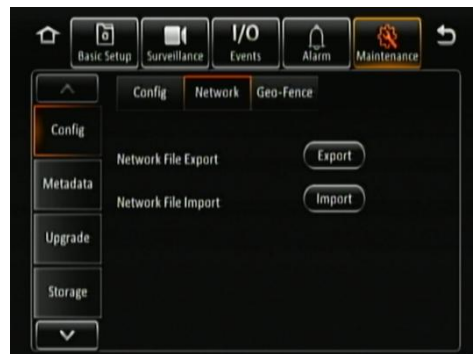 I/O
Basic Setup Surveillance Events Alarm Maintenance
Config Network Geo-Fence
Config
Network File Export Export
Metadata
Network File Import Import
Upgrade
Storage